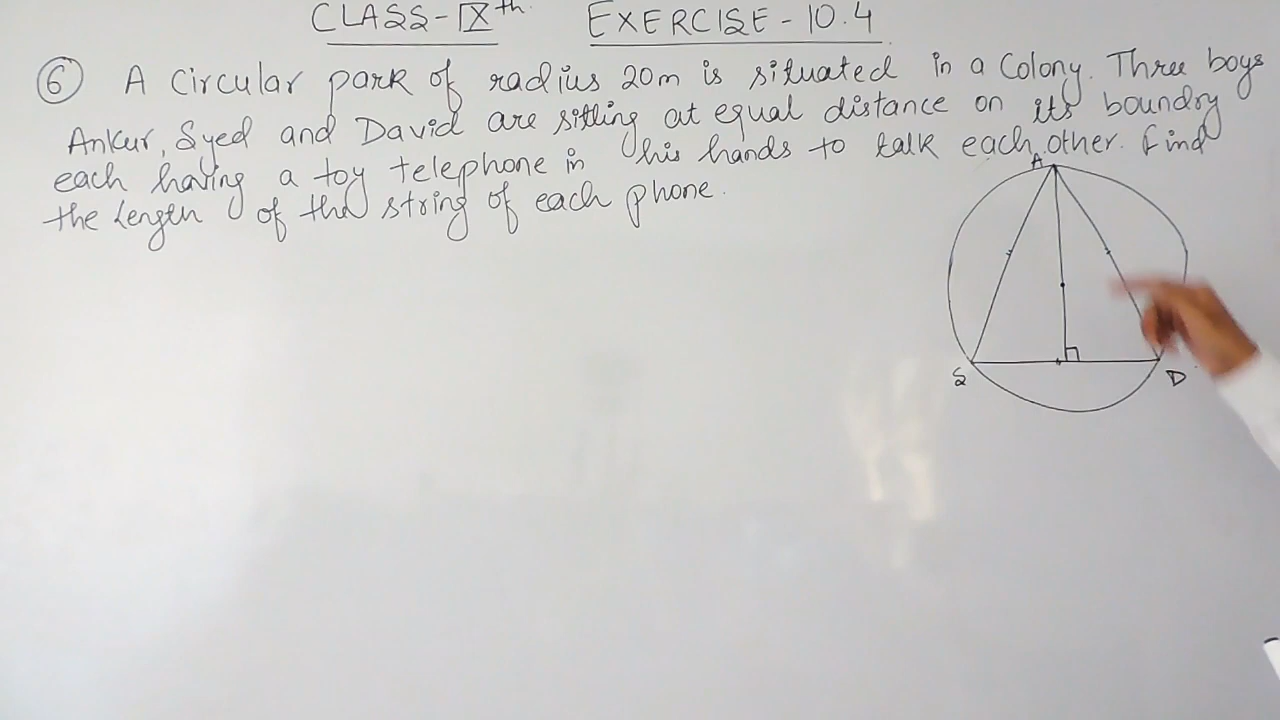 CLASS-IXth EXERCISE-10.4
⑥ A Circular park of radius 20m is situated in a Colony. Three boys
Ankur, Syed and David are sitting at equal distance on its boundry
each having a toy telephone in his hands to talk each other. Find
the length of the string of each phone.
A
S D